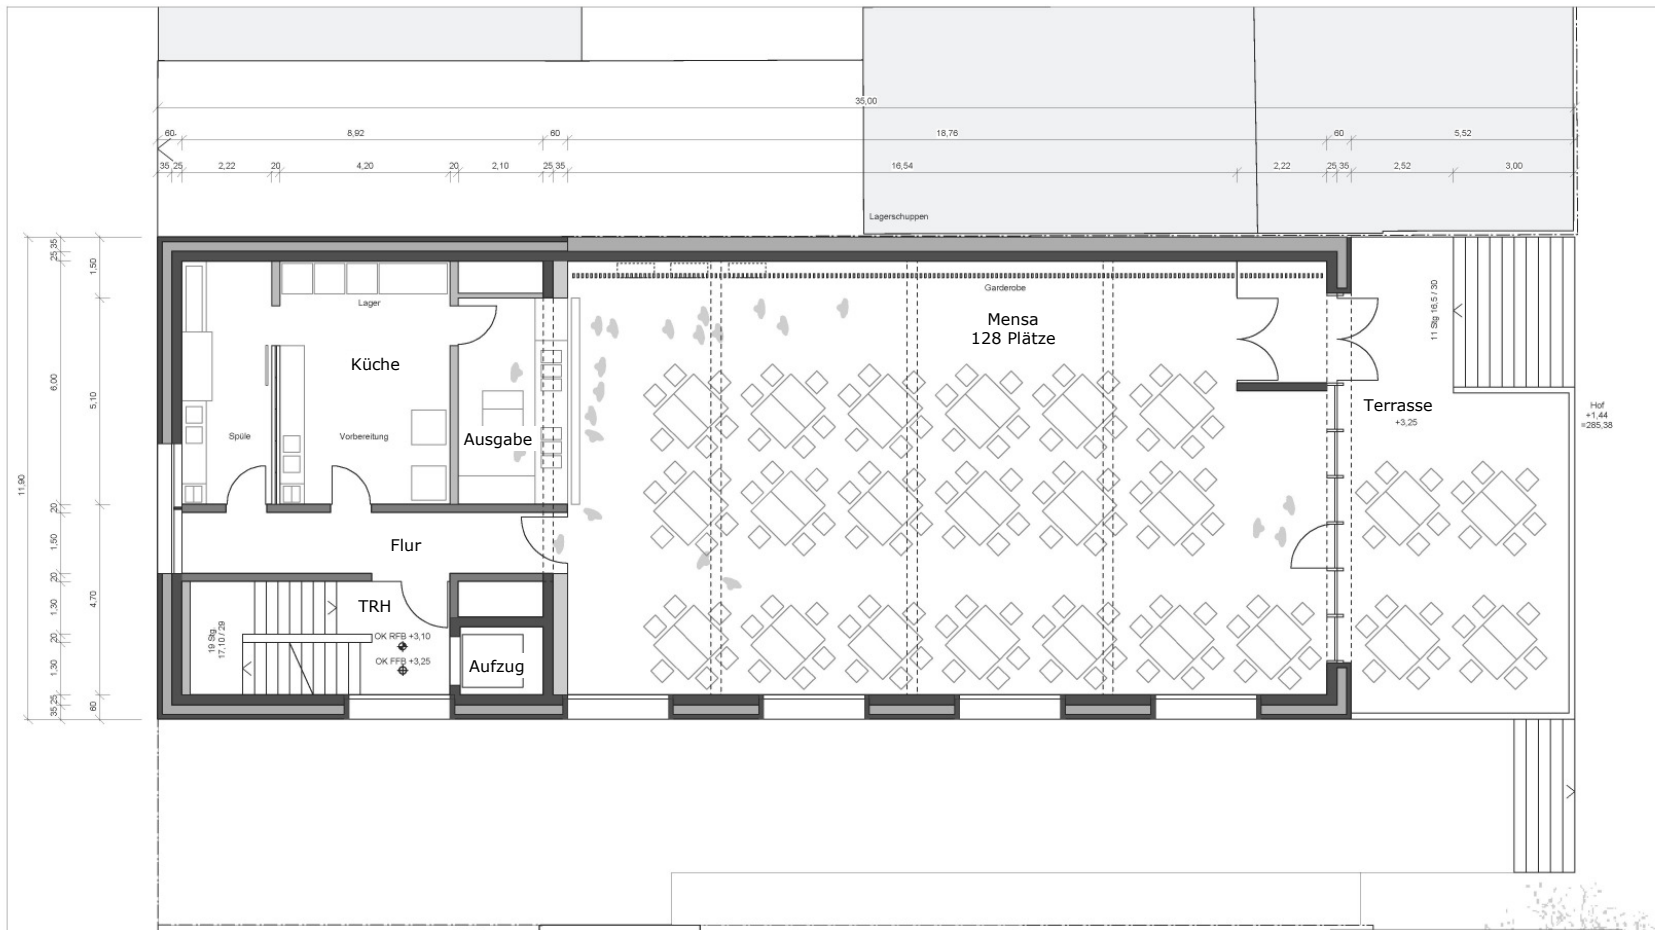 35,00
60 8,92 60 18,76 60 5,52
35 25 2,22 20 4,20 20 2,10 25 35 16,54 2,22 25 35 2,52 3,00
Lagerschuppen
25 35
1,50
Lager
Garderobe
Mensa
128 Plätze
11 Stg 16,5 / 30
Küche
6,00
5,10
Terrasse
+3,25
Hof
+1,44
=285,38
Spüle
Vorbereitung
Ausgabe
11,90
20
1,50
Flur
20
1,30
4,70
TRH
19 Stg.
17,10 / 29
OK RFB +3,10
20
OK FFB +3,25
Aufzug
1,30
35 25
60